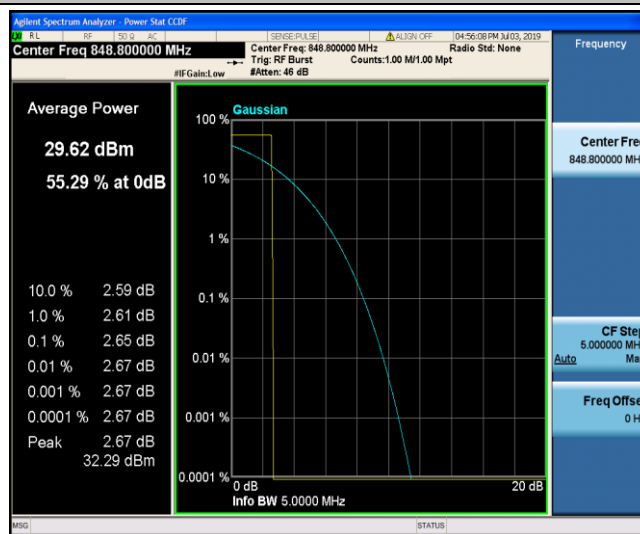 Agilent Spectrum Analyzer - Power Stat CCDF
RL RF 50 Ω AC SENSE:PULSE ALIGN OFF 04:56:08 PM Jul 03, 2019
Center Freq 848.800000 MHz
Center Freq: 848.800000 MHz Radio Std: None
Trig: RF Burst Counts:1.00 M/1.00 Mpt
#IFGain:Low #Atten: 46 dB
Frequency
Average Power
29.62 dBm
55.29 % at 0dB
10.0 % 2.59 dB
1.0 % 2.61 dB
0.1 % 2.65 dB
0.01 % 2.67 dB
0.001 % 2.67 dB
0.0001 % 2.67 dB
Peak 2.67 dB
32.29 dBm
Gaussian
100 %
10 %
1 %
0.1 %
0.01 %
0.001 %
0.0001 %
0 dB 20 dB
Info BW 5.0000 MHz
Center Fre
848.800000 MH
CF Step
5.000000 MH
Auto Ma
Freq Offse
0 H
MSG STATUS